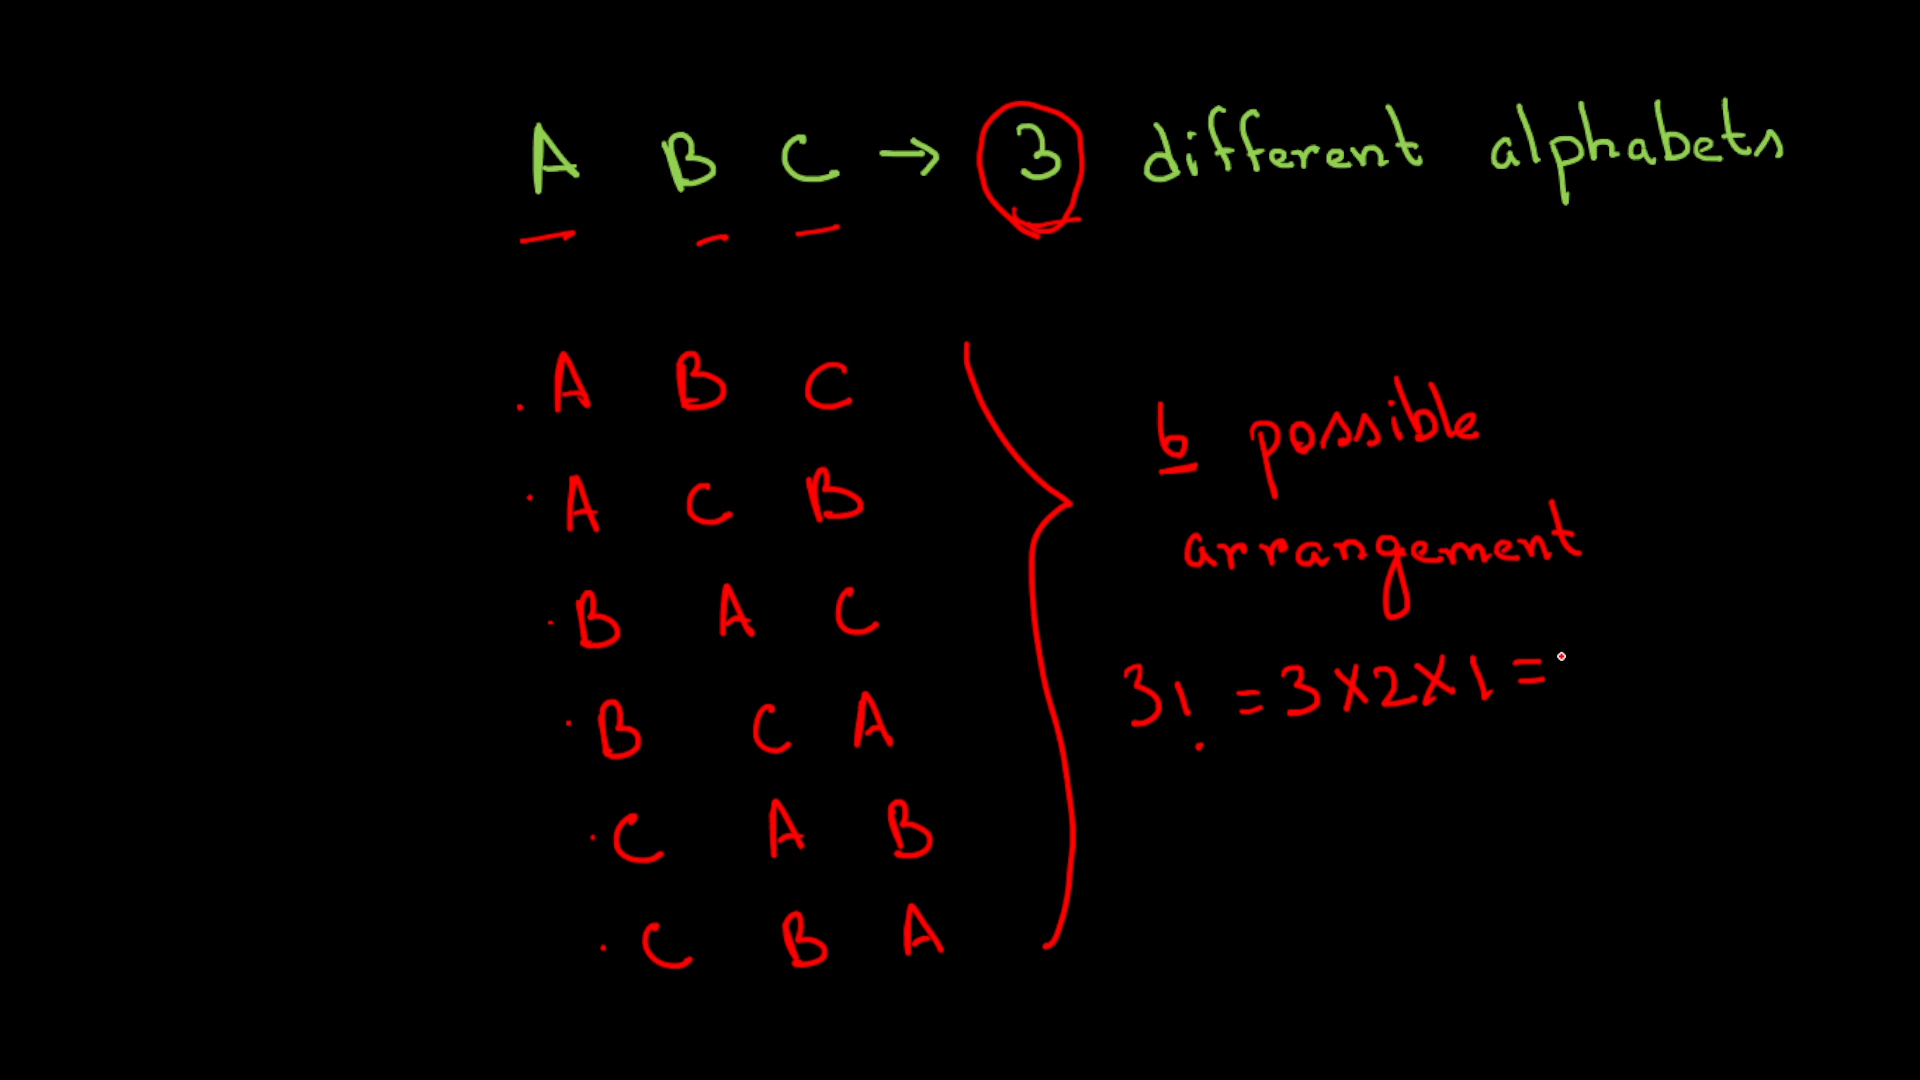 A B C → 3 different alphabets
. A B C
. A C B
. B A C
. B C A
. C A B
. C B A
6 possible
arrangement
3! = 3 X 2 X 1 =